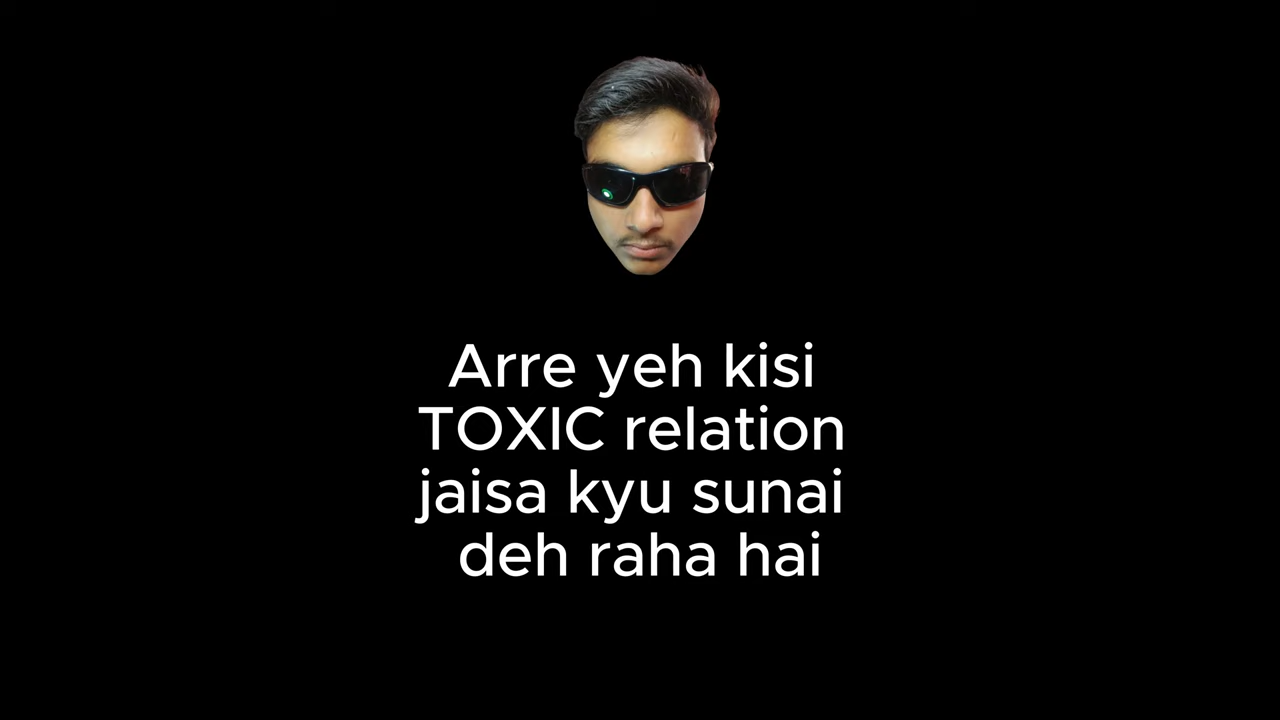 Arre yeh kisi
TOXIC relation
jaisa kyu sunai
deh raha hai